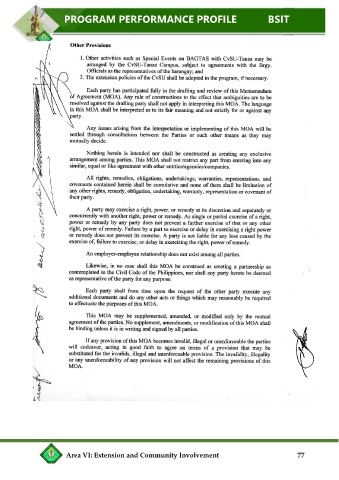 PROGRAM PERFORMANCE PROFILE BSIT
Other Provisions
1. Other activities such as Special Events on BAGTAS with CvSU-Tanza may be
arranged by the CvSU-Tanza Campus, subject to agreements with the Brgy.
Officials as the representatives of the barangay; and
2. The extension policies of the CvSU shall be adopted in the program, if necessary.
Each party has participated fully in the drafting and review of this Memorandum
of Agreement (MOA). Any rule of constructions to the effect that ambiguities are to be
resolved against the drafting party shall not apply in interpreting this MOA. The language
in this MOA shall be interpreted as to its fair meaning and not strictly for or against any
party.
Any issues arising from the interpretation or implementing of this MOA will be
settled through consultations between the Parties or such other means as they may
mutually decide.
Nothing herein is intended nor shall be constructed as creating any exclusive
arrangement among parties. This MOA shall not restrict any part from entering into any
similar, equal or like agreement with other entities/agencies/companies.
All rights, remedies, obligations, undertakings, warranties, representations, and
covenants contained herein shall be cumulative and none of them shall be limitation of
any other rights, remedy, obligation, undertaking, warranty, representation or covenant of
their party.
A party may exercise a right, power, or remedy at its discretion and separately or
concurrently with another right, power or remedy. As single or partial exercise of a right,
power or remedy by any party does not prevent a further exercise of that or any other
right, power of remedy. Failure by a part to exercise or delay in exercising a right power
or remedy does not prevent its exercise. A party is not liable for any loss caused by the
exercise of, failure to exercise, or delay in exercising the right, power of remedy.
An employer-employee relationship does not exist among all parties.
Likewise, in no case shall this MOA be construed as creating a partnership as
contemplated in the Civil Code of the Philippines, nor shall any party herein be deemed
as representative of the party for any purpose.
Each party shall from time upon the request of the other party execute any
additional documents and do any other acts or things which may reasonably be required
to effectuate the purposes of this MOA.
This MOA may be supplemented, amended, or modified only by the mutual
agreement of the parties. No supplement, amendments, or modification of this MOA shall
be binding unless it is in writing and signed by all parties.
If any provision of this MOA becomes invalid, illegal or unenforceable the parties
will endeavor, acting in good faith to agree on terms of a provision that may be
substituted for the invalids, illegal and unenforceable provision. The invalidity, illegality
or any unenforceability of any provision will not affect the remaining provisions of this
MOA.
Area VI: Extension and Community Involvement 77